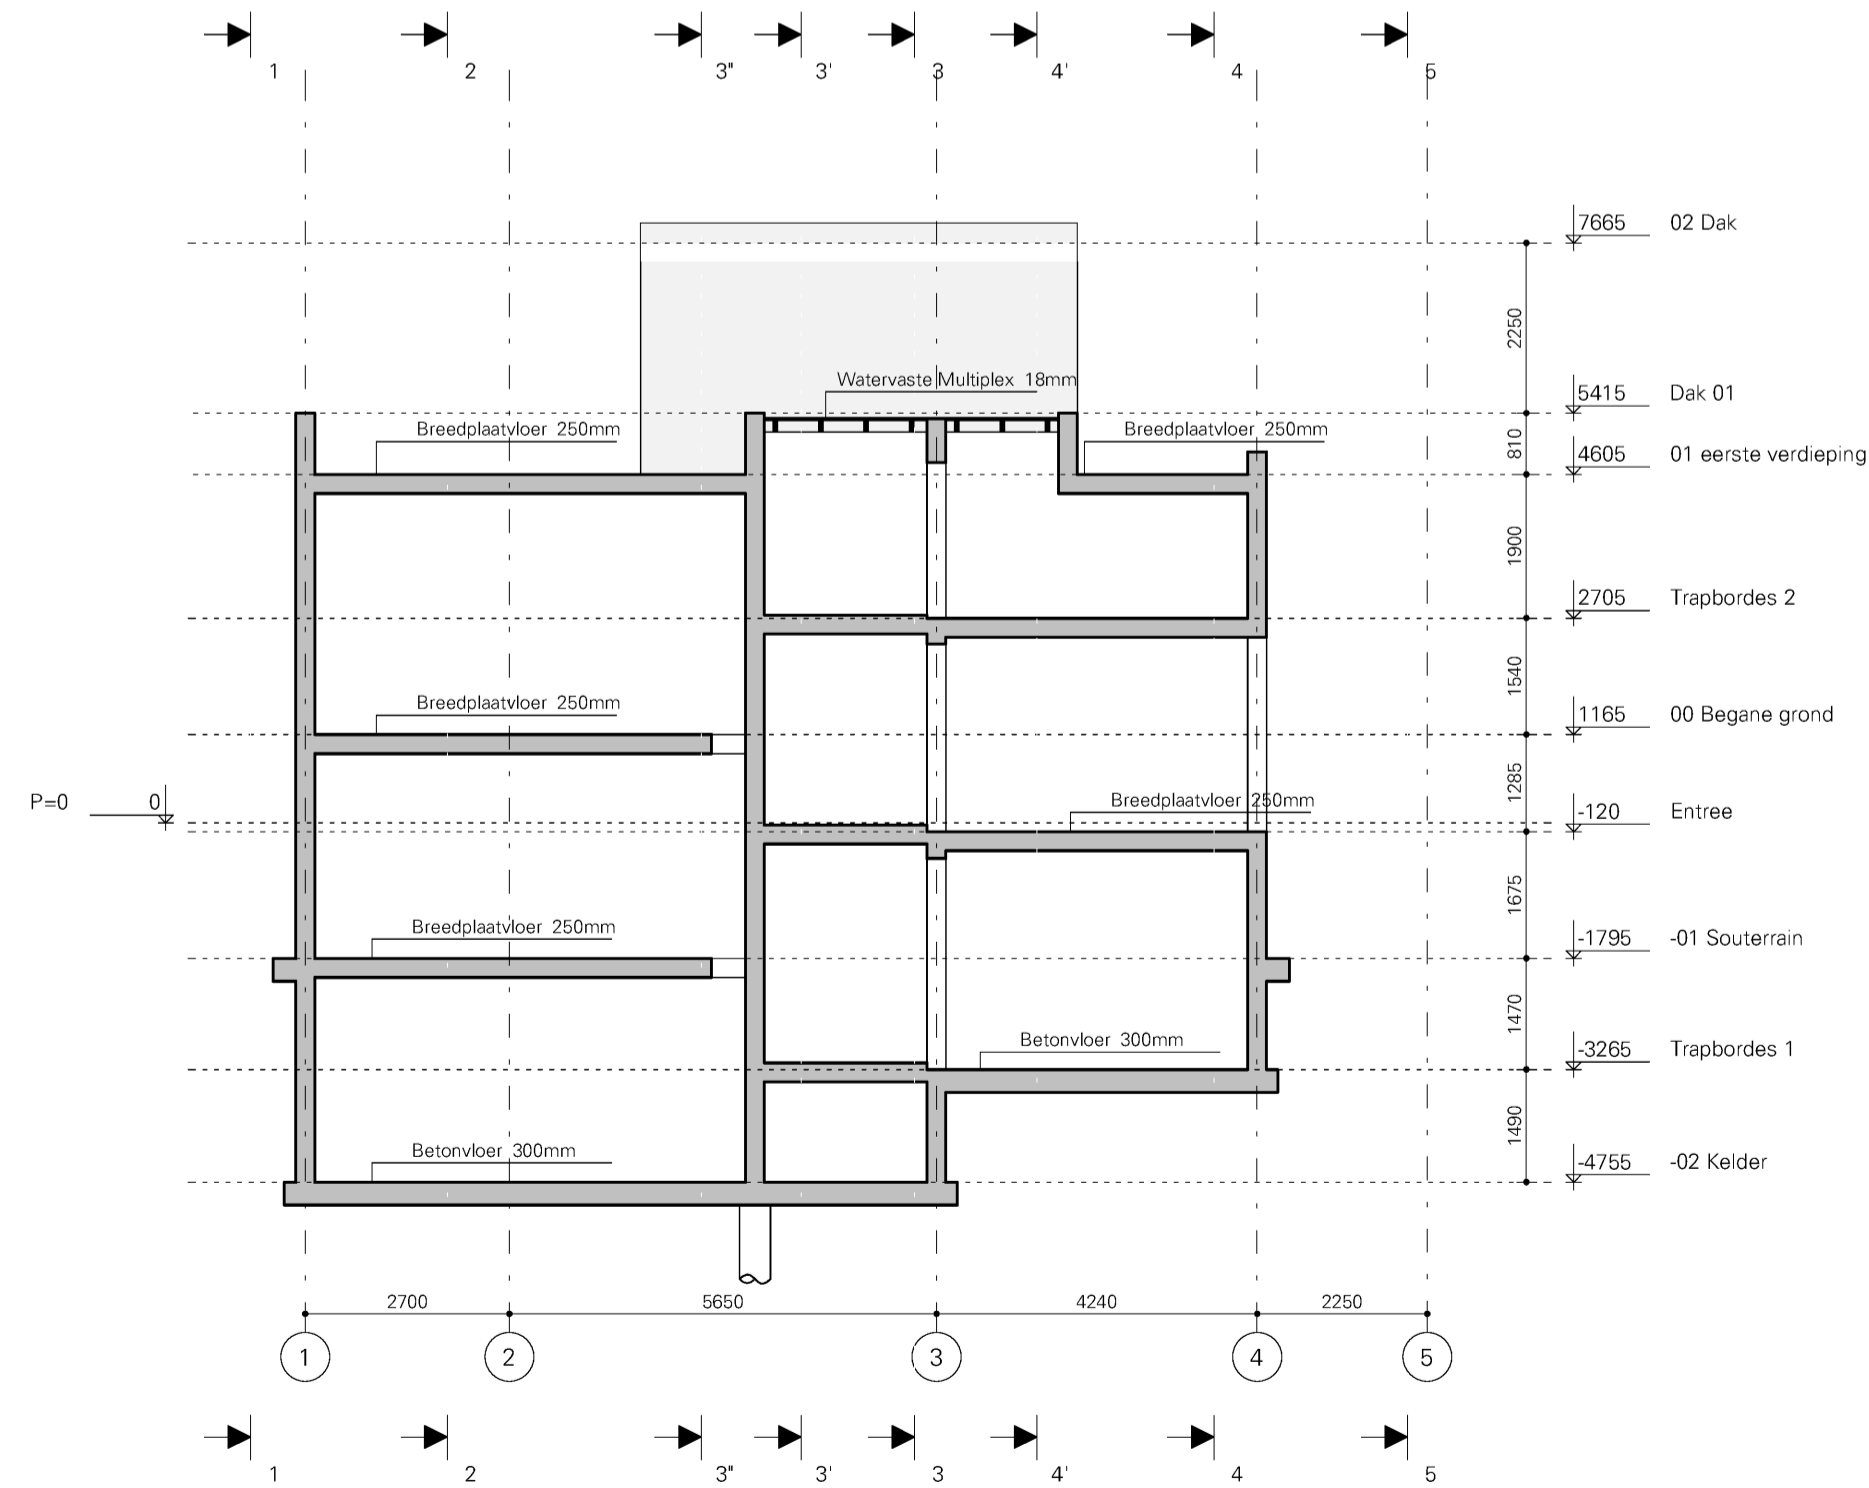 1 2 3" 3' 3 4' 4 5
7665 02 Dak
2250
Watervaste Multiplex 18mm
5415 Dak 01
Breedplaatvloer 250mm
Breedplaatvloer 250mm
810
4605 01 eerste verdieping
1900
2705 Trapbordes 2
1540
Breedplaatvloer 250mm
1165 00 Begane grond
1285
P=0 0
Breedplaatvloer 250mm
-120 Entree
1675
Breedplaatvloer 250mm
-1795 -01 Souterrain
1470
Betonvloer 300mm
-3265 Trapbordes 1
1490
Betonvloer 300mm
-4755 -02 Kelder
2700 5650 4240 2250
1 2 3 4 5
1 2 3" 3' 3 4' 4 5